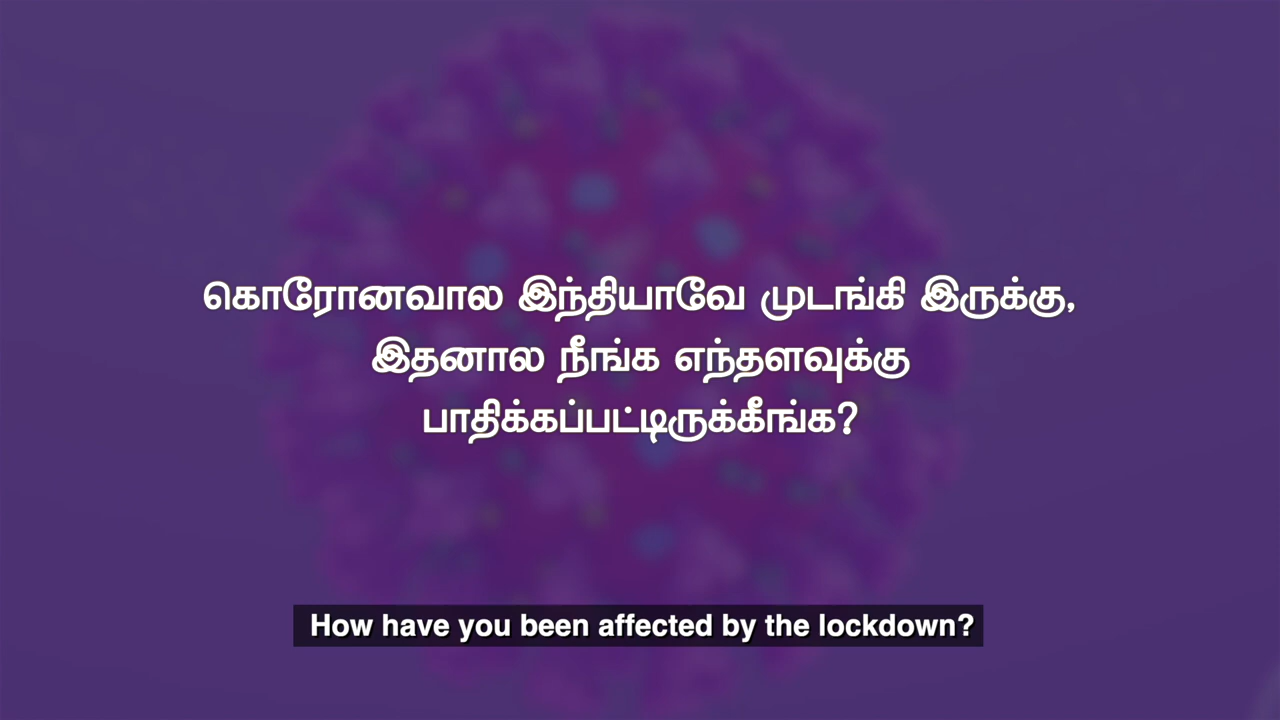 கொரோனவால இந்தியாவே முடங்கி இருக்கு,
இதனால நீங்க எந்தளவுக்கு
பாதிக்கப்பட்டிருக்கீங்க?
How have you been affected by the lockdown?